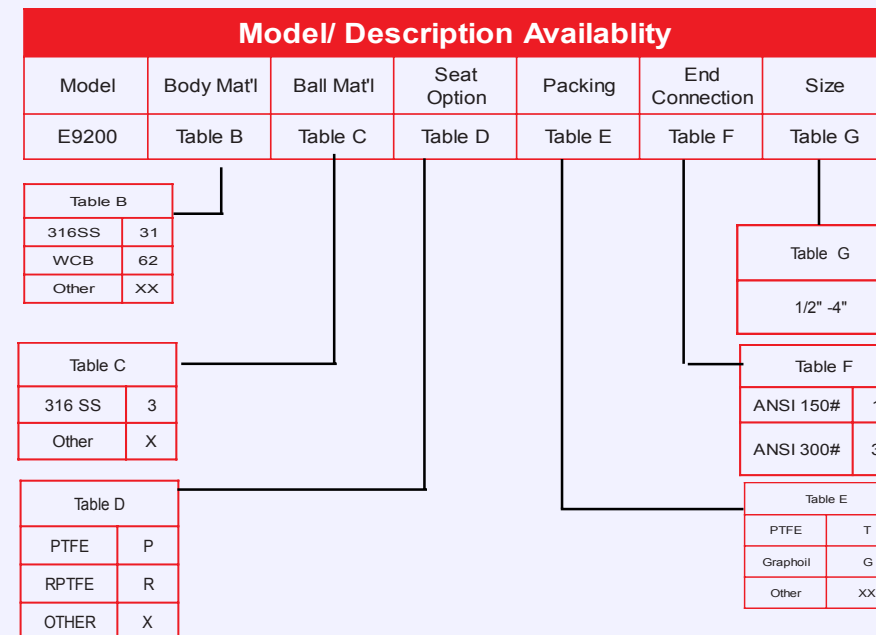 Model/ Description Availablity
Model Body Mat'l Ball Mat'l Seat Option Packing End Connection Size
E9200 Table B Table C Table D Table E Table F Table G
Table B
316SS 31
WCB 62
Other XX
Table G
1/2" -4"
Table C
316 SS 3
Other X
Table F
ANSI 150#
ANSI 300#
Table D
PTFE P
RPTFE R
OTHER X
Table E
PTFE T
Graphoil G
Other XX